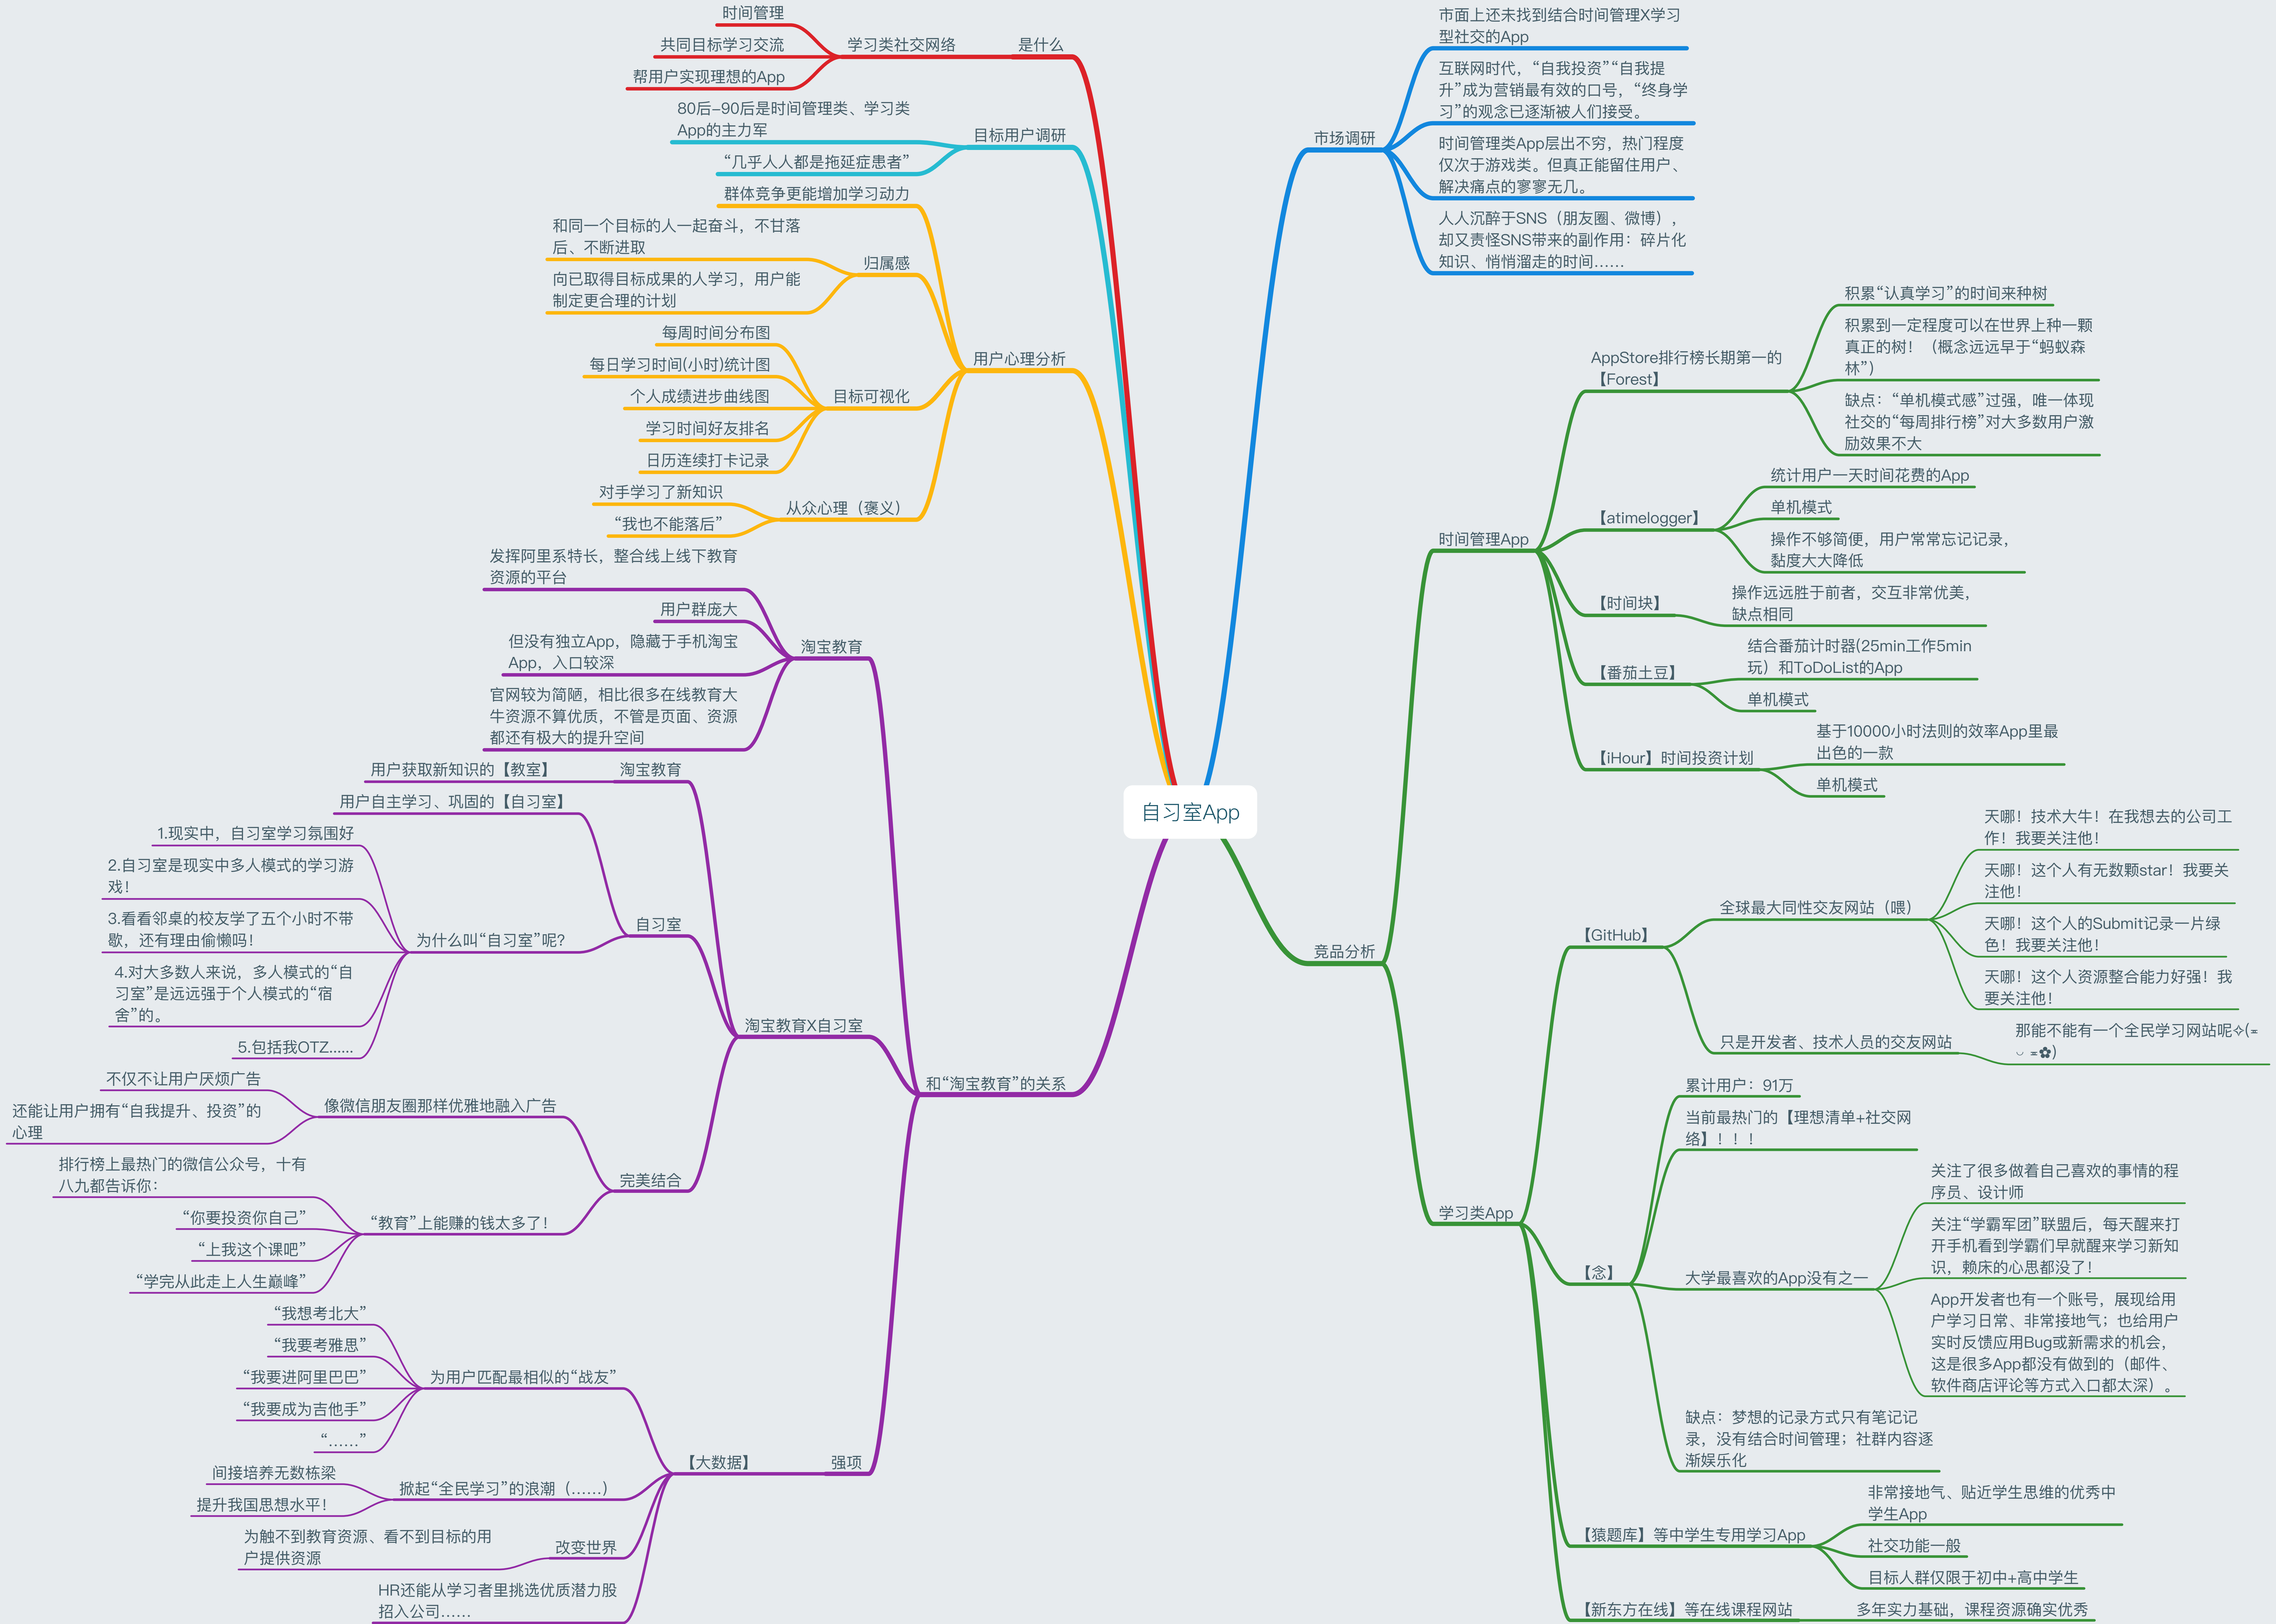 自习室App
是什么
学习类社交网络
时间管理
共同目标学习交流
帮用户实现理想的App
目标用户调研
80后-90后是时间管理类、学习类
App的主力军
“几乎人人都是拖延症患者”
用户心理分析
群体竞争更能增加学习动力
归属感
和同一个目标的人一起奋斗，不甘落
后、不断进取
向已取得目标成果的人学习，用户能
制定更合理的计划
目标可视化
每周时间分布图
每日学习时间(小时)统计图
个人成绩进步曲线图
学习时间好友排名
日历连续打卡记录
从众心理（褒义）
对手学习了新知识
“我也不能落后”
和“淘宝教育”的关系
淘宝教育
发挥阿里系特长，整合线上线下教育
资源的平台
用户群庞大
但没有独立App，隐藏于手机淘宝
App，入口较深
官网较为简陋，相比很多在线教育大
牛资源不算优质，不管是页面、资源
都还有极大的提升空间
淘宝教育X自习室
淘宝教育
用户获取新知识的【教室】
自习室
用户自主学习、巩固的【自习室】
为什么叫“自习室”呢？
1.现实中，自习室学习氛围好
2.自习室是现实中多人模式的学习游
戏！
3.看看邻桌的校友学了五个小时不带
歇，还有理由偷懒吗！
4.对大多数人来说，多人模式的“自
习室”是远远强于个人模式的“宿
舍”的。
5.包括我OTZ……
完美结合
像微信朋友圈那样优雅地融入广告
不仅不让用户厌烦广告
还能让用户拥有“自我提升、投资”的
心理
“教育”上能赚的钱太多了！
排行榜上最热门的微信公众号，十有
八九都告诉你：
“你要投资你自己”
“上我这个课吧”
“学完从此走上人生巅峰”
强项
【大数据】
为用户匹配最相似的“战友”
“我想考北大”
“我要考雅思”
“我要进阿里巴巴”
“我要成为吉他手”
“……”
掀起“全民学习”的浪潮（……）
间接培养无数栋梁
提升我国思想水平！
改变世界
为触不到教育资源、看不到目标的用
户提供资源
HR还能从学习者里挑选优质潜力股
招入公司……
市场调研
市面上还未找到结合时间管理X学习
型社交的App
互联网时代，“自我投资”“自我提
升”成为营销最有效的口号，“终身学
习”的观念已逐渐被人们接受。
时间管理类App层出不穷，热门程度
仅次于游戏类。但真正能留住用户、
解决痛点的寥寥无几。
人人沉醉于SNS（朋友圈、微博），
却又责怪SNS带来的副作用：碎片化
知识、悄悄溜走的时间……
竞品分析
时间管理App
AppStore排行榜长期第一的
【Forest】
积累“认真学习”的时间来种树
积累到一定程度可以在世界上种一颗
真正的树！（概念远远早于“蚂蚁森
林”）
缺点：“单机模式感”过强，唯一体现
社交的“每周排行榜”对大多数用户激
励效果不大
【atimelogger】
统计用户一天时间花费的App
单机模式
操作不够简便，用户常常忘记记录，
黏度大大降低
【时间块】
操作远远胜于前者，交互非常优美，
缺点相同
【番茄土豆】
结合番茄计时器(25min工作5min
玩）和ToDoList的App
单机模式
【iHour】时间投资计划
基于10000小时法则的效率App里最
出色的一款
单机模式
学习类App
【GitHub】
全球最大同性交友网站（喂）
天哪！技术大牛！在我想去的公司工
作！我要关注他！
天哪！这个人有无数颗star！我要关
注他！
天哪！这个人的Submit记录一片绿
色！我要关注他！
天哪！这个人资源整合能力好强！我
要关注他！
只是开发者、技术人员的交友网站
那能不能有一个全民学习网站呢✧(≖
◡ ≖✿)
【念】
累计用户：91万
当前最热门的【理想清单+社交网
络】！！！
大学最喜欢的App没有之一
关注了很多做着自己喜欢的事情的程
序员、设计师
关注“学霸军团”联盟后，每天醒来打
开手机看到学霸们早就醒来学习新知
识，赖床的心思都没了！
App开发者也有一个账号，展现给用
户学习日常、非常接地气；也给用户
实时反馈应用Bug或新需求的机会，
这是很多App都没有做到的（邮件、
软件商店评论等方式入口都太深）。
缺点：梦想的记录方式只有笔记记
录，没有结合时间管理；社群内容逐
渐娱乐化
【猿题库】等中学生专用学习App
非常接地气、贴近学生思维的优秀中
学生App
社交功能一般
目标人群仅限于初中+高中学生
【新东方在线】等在线课程网站
多年实力基础，课程资源确实优秀